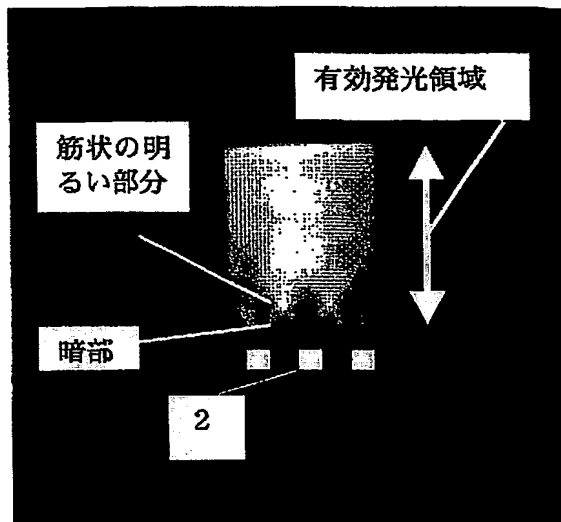 有効発光領域
筋状の明
るい部分
暗部
2